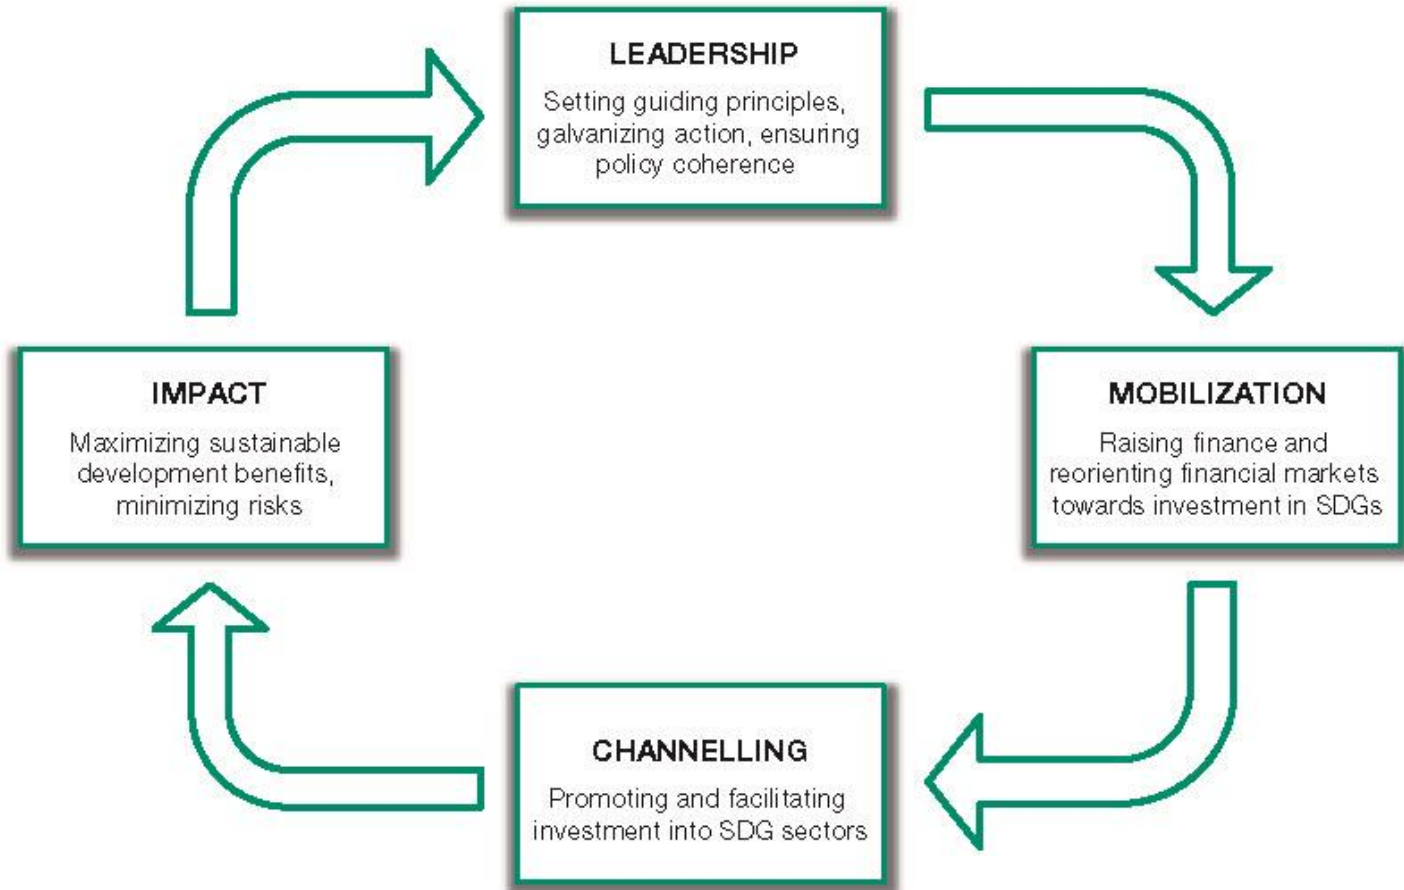 LEADERSHIP
Setting guiding principles,
galvanizing action, ensuring
policy coherence
IMPACT
Maximizing sustainable
development benefits,
minimizing risks
MOBILIZATION
Raising finance and
reorienting financial markets
towards investment in SDGs
CHANNELLING
Promoting and facilitating
investment into SDG sectors